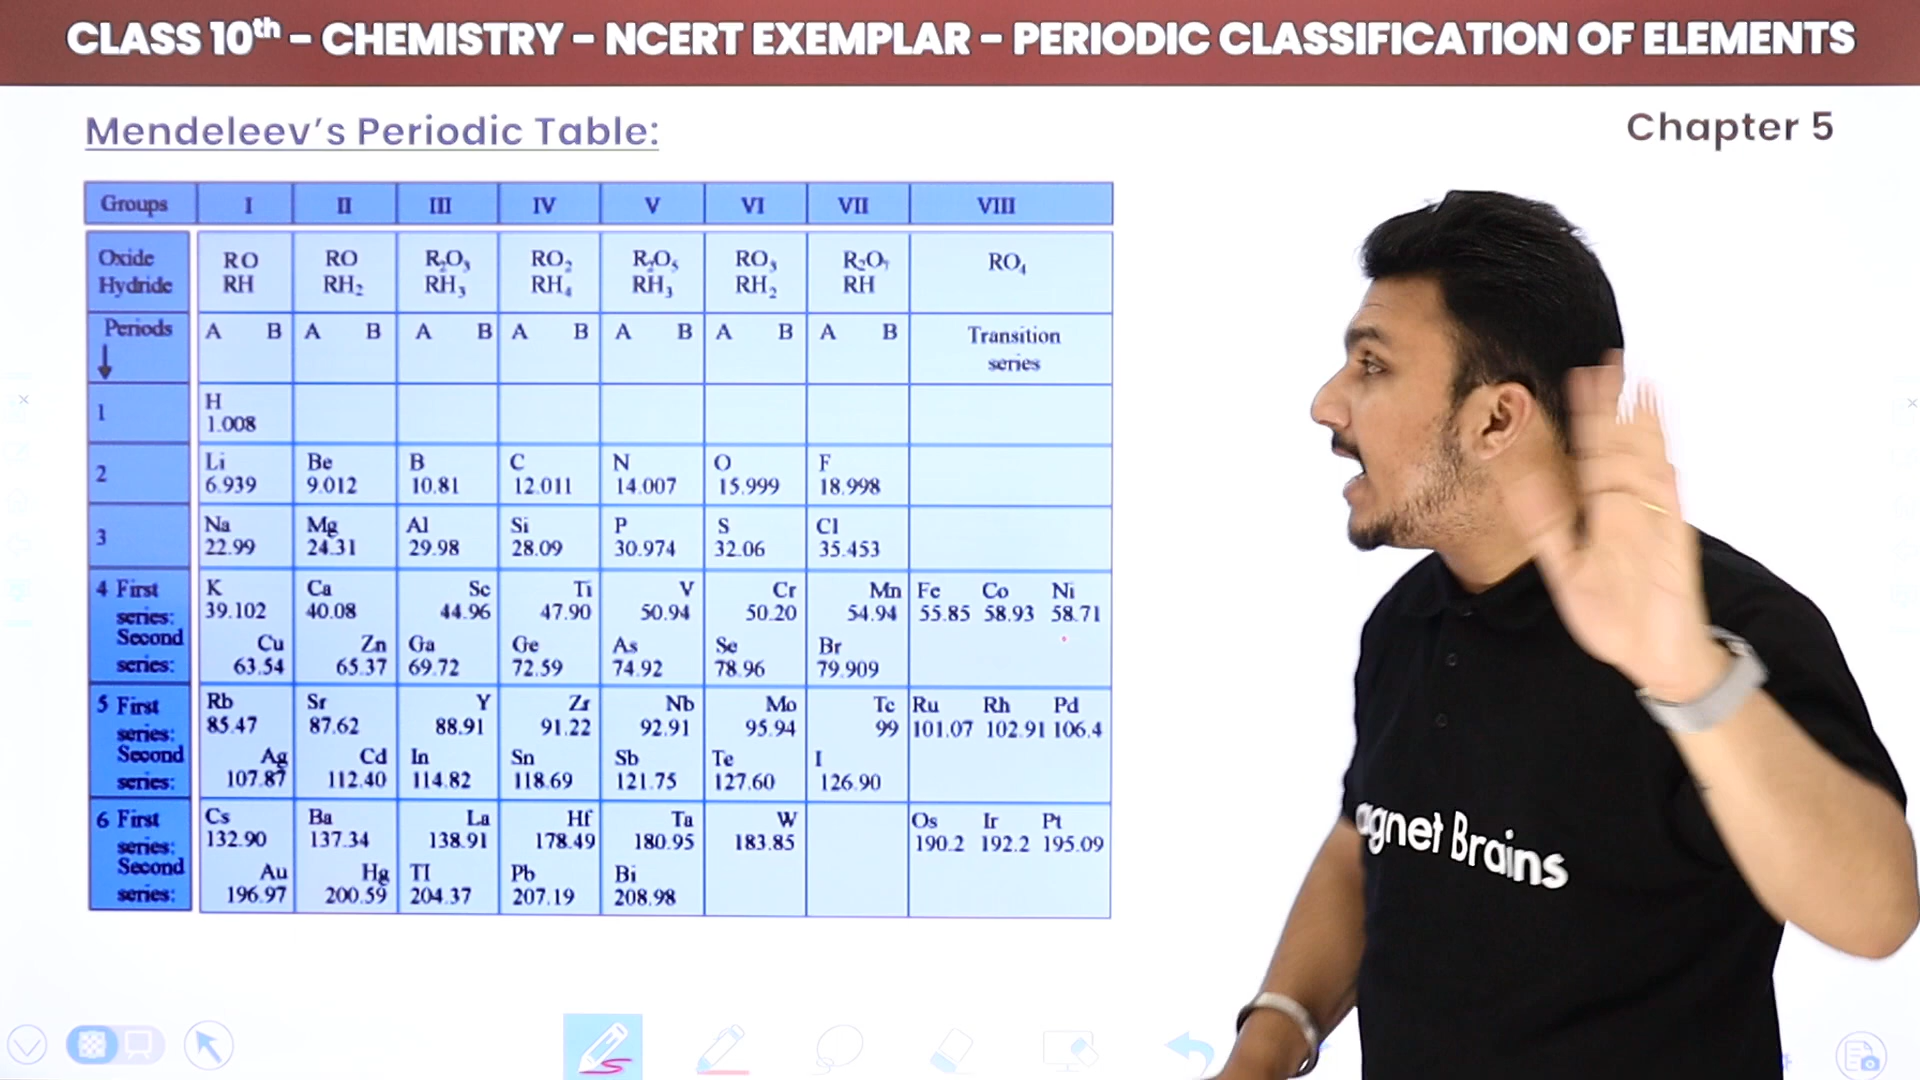 CLASS 10th – CHEMISTRY – NCERT EXEMPLAR – PERIODIC CLASSIFICATION OF ELEMENTS
Mendeleev's Periodic Table:
Chapter 5
Groups I II III IV V VI VII VIII
Oxide RO RO R₂O₃ RO₂ R₂O₅ RO₃ R₂O₇ RO₄
Hydride RH RH₂ RH₃ RH₄ RH₃ RH₂ RH
Periods A B A B A B A B A B A B A B Transition
↓ series
1 H
1.008
2 Li Be B C N O F
6.939 9.012 10.81 12.011 14.007 15.999 18.998
3 Na Mg Al Si P S Cl
22.99 24.31 29.98 28.09 30.974 32.06 35.453
4 First K Ca Sc Ti V Cr Mn Fe Co Ni
series: 39.102 40.08 44.96 47.90 50.94 50.20 54.94 55.85 58.93 58.71
Second Cu Zn Ga Ge As Se Br
series: 63.54 65.37 69.72 72.59 74.92 78.96 79.909
5 First Rb Sr Y Zr Nb Mo Tc Ru Rh Pd
series: 85.47 87.62 88.91 91.22 92.91 95.94 99 101.07 102.91 106.4
Second Ag Cd In Sn Sb Te I
series: 107.87 112.40 114.82 118.69 121.75 127.60 126.90
6 First Cs Ba La Hf Ta W Os Ir Pt
series: 132.90 137.34 138.91 178.49 180.95 183.85 190.2 192.2 195.09
Second Au Hg Tl Pb Bi
series: 196.97 200.59 204.37 207.19 208.98
agnet Brains